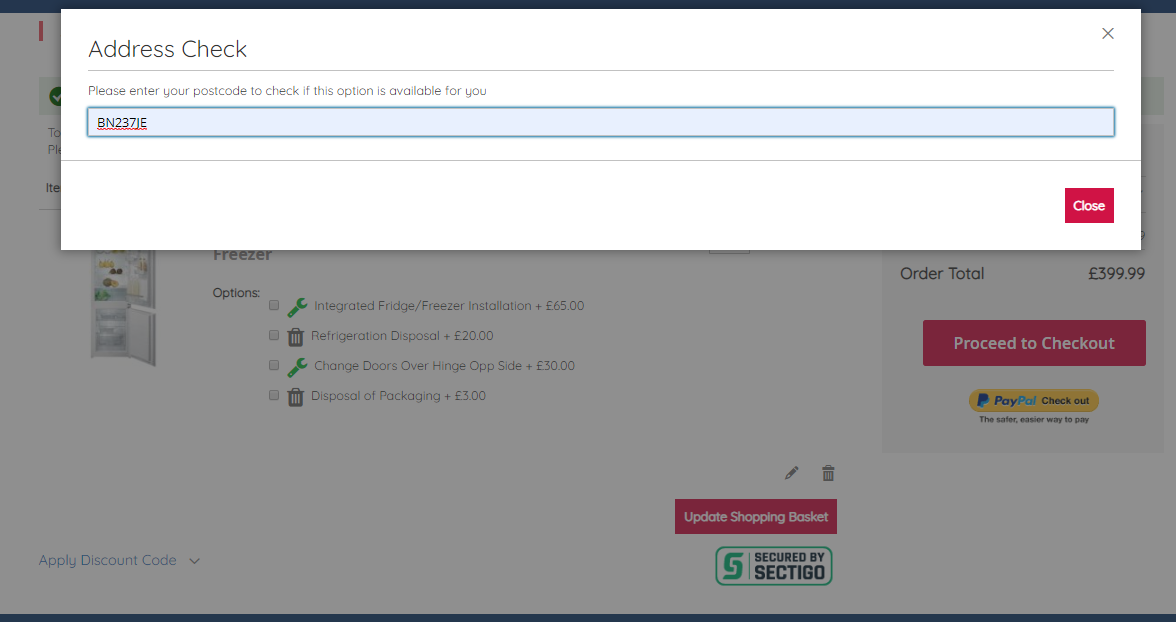 Address Check
Please enter your postcode to check if this option is available for you
BN237JE
Close
To
Ple
Ite
9
Freezer
Options:
Integrated Fridge/Freezer Installation + £65.00
Refrigeration Disposal + £20.00
Change Doors Over Hinge Opp Side + £30.00
Disposal of Packaging + £3.00
Order Total £399.99
Proceed to Checkout
PayPal Check out
The safer, easier way to pay
Update Shopping Basket
Apply Discount Code
SECURED BY
SECTIGO